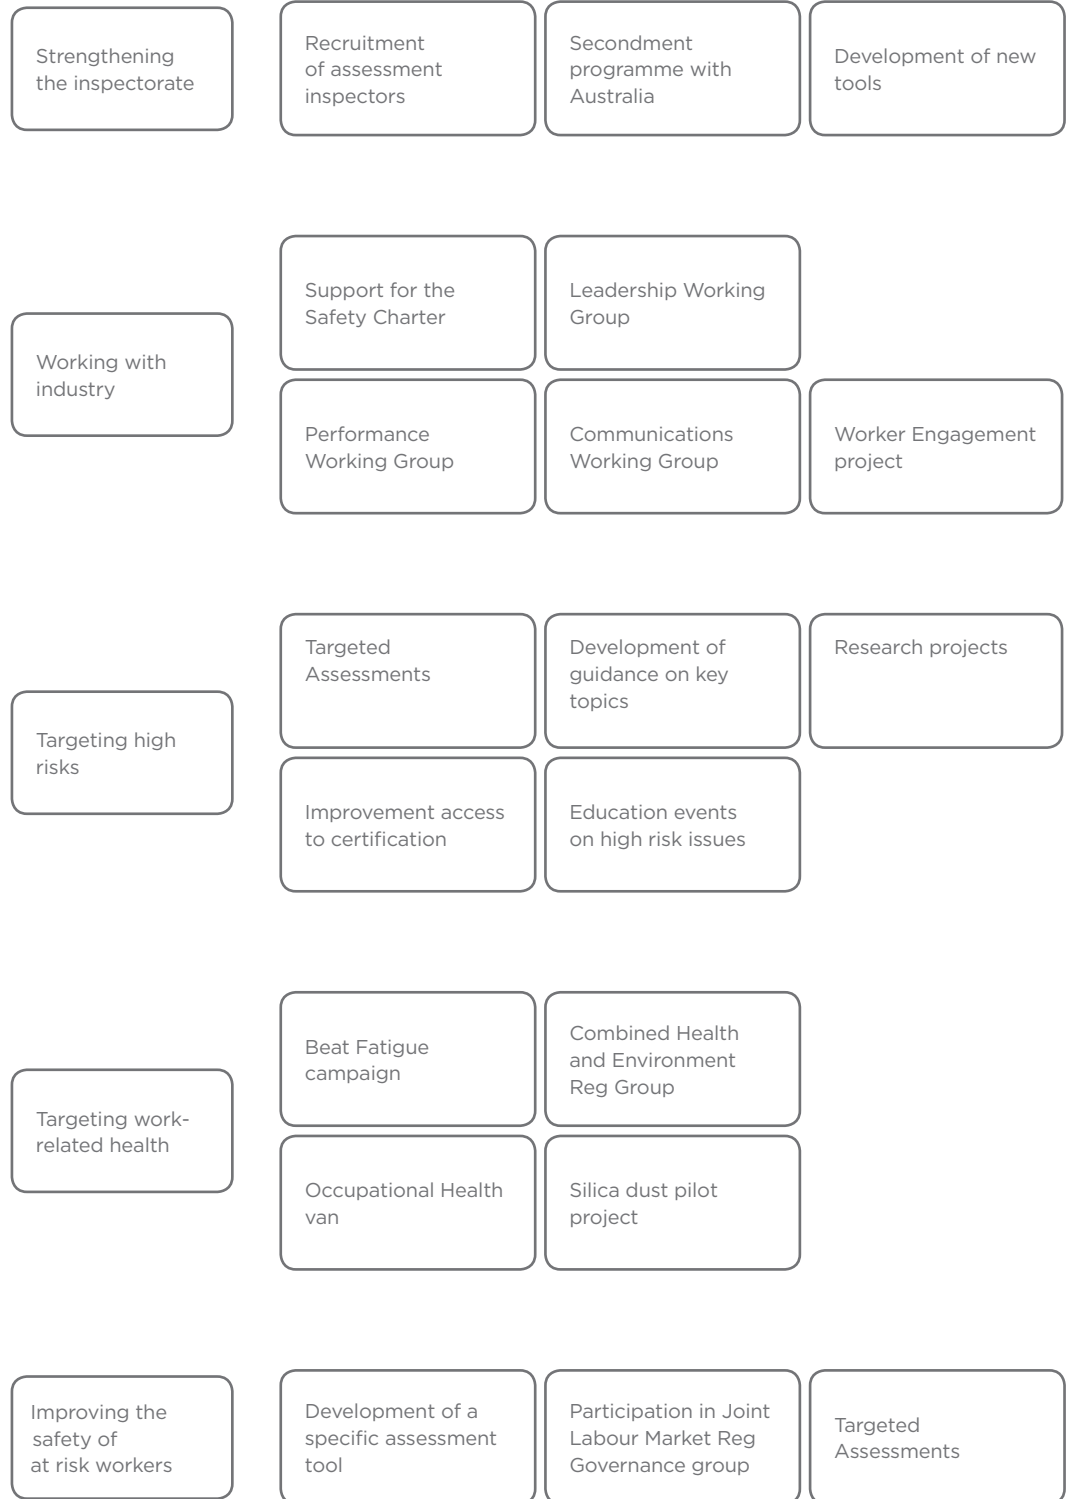 Strengthening
the inspectorate
Recruitment
of assessment
inspectors
Secondment
programme with
Australia
Development of new
tools
Working with
industry
Support for the
Safety Charter
Leadership Working
Group
Performance
Working Group
Communications
Working Group
Worker Engagement
project
Targeting high
risks
Targeted
Assessments
Development of
guidance on key
topics
Research projects
Improvement access
to certification
Education events
on high risk issues
Targeting work-
related health
Beat Fatigue
campaign
Combined Health
and Environment
Reg Group
Occupational Health
van
Silica dust pilot
project
Improving the
safety of
at risk workers
Development of a
specific assessment
tool
Participation in Joint
Labour Market Reg
Governance group
Targeted
Assessments